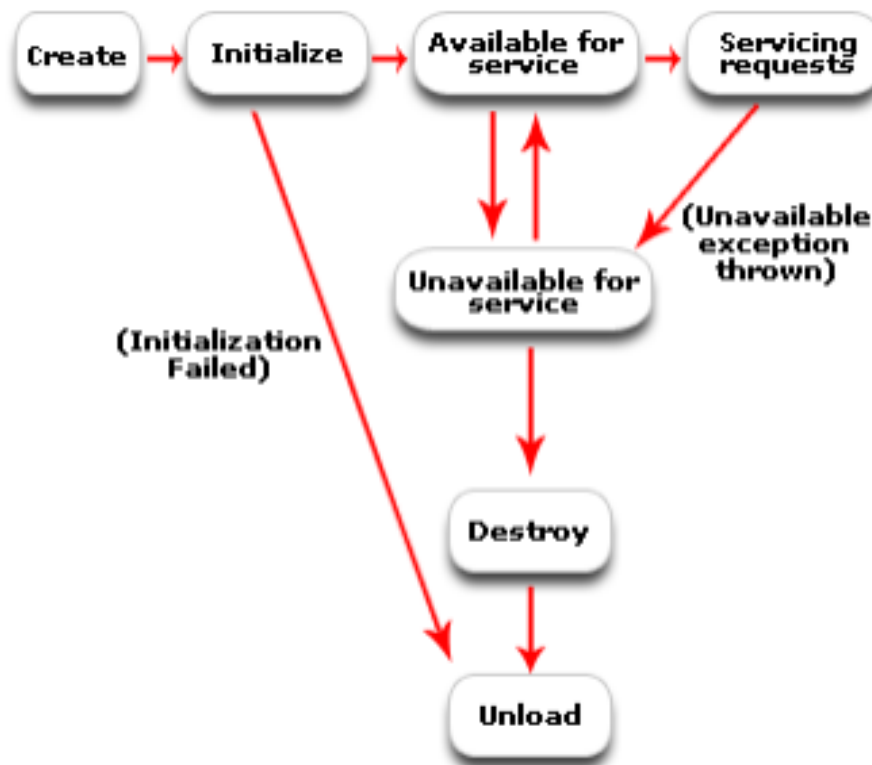 Create
Initialize
Available for
service
Servicing
requests
(Unavailable
exception
thrown)
Unavailable for
service
(Initialization
Failed)
Destroy
Unload